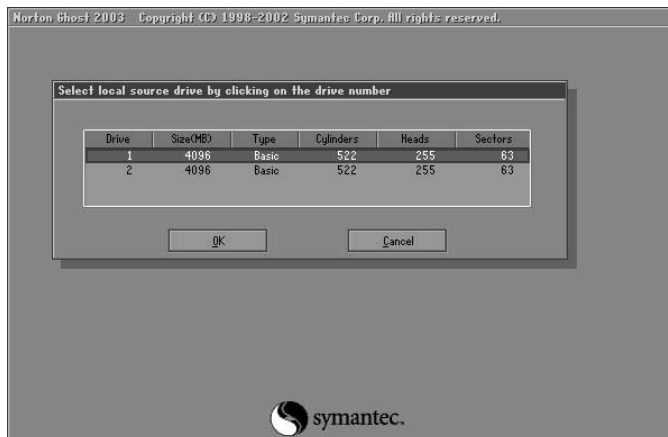 Norton Ghost 2003 Copyright (C) 1998-2002 Symantec Corp. All rights reserved.
Select local source drive by clicking on the drive number
Drive Size(MB) Type Cylinders Heads Sectors
1 4096 Basic 522 255 63
2 4096 Basic 522 255 63
OK Cancel
symantec.